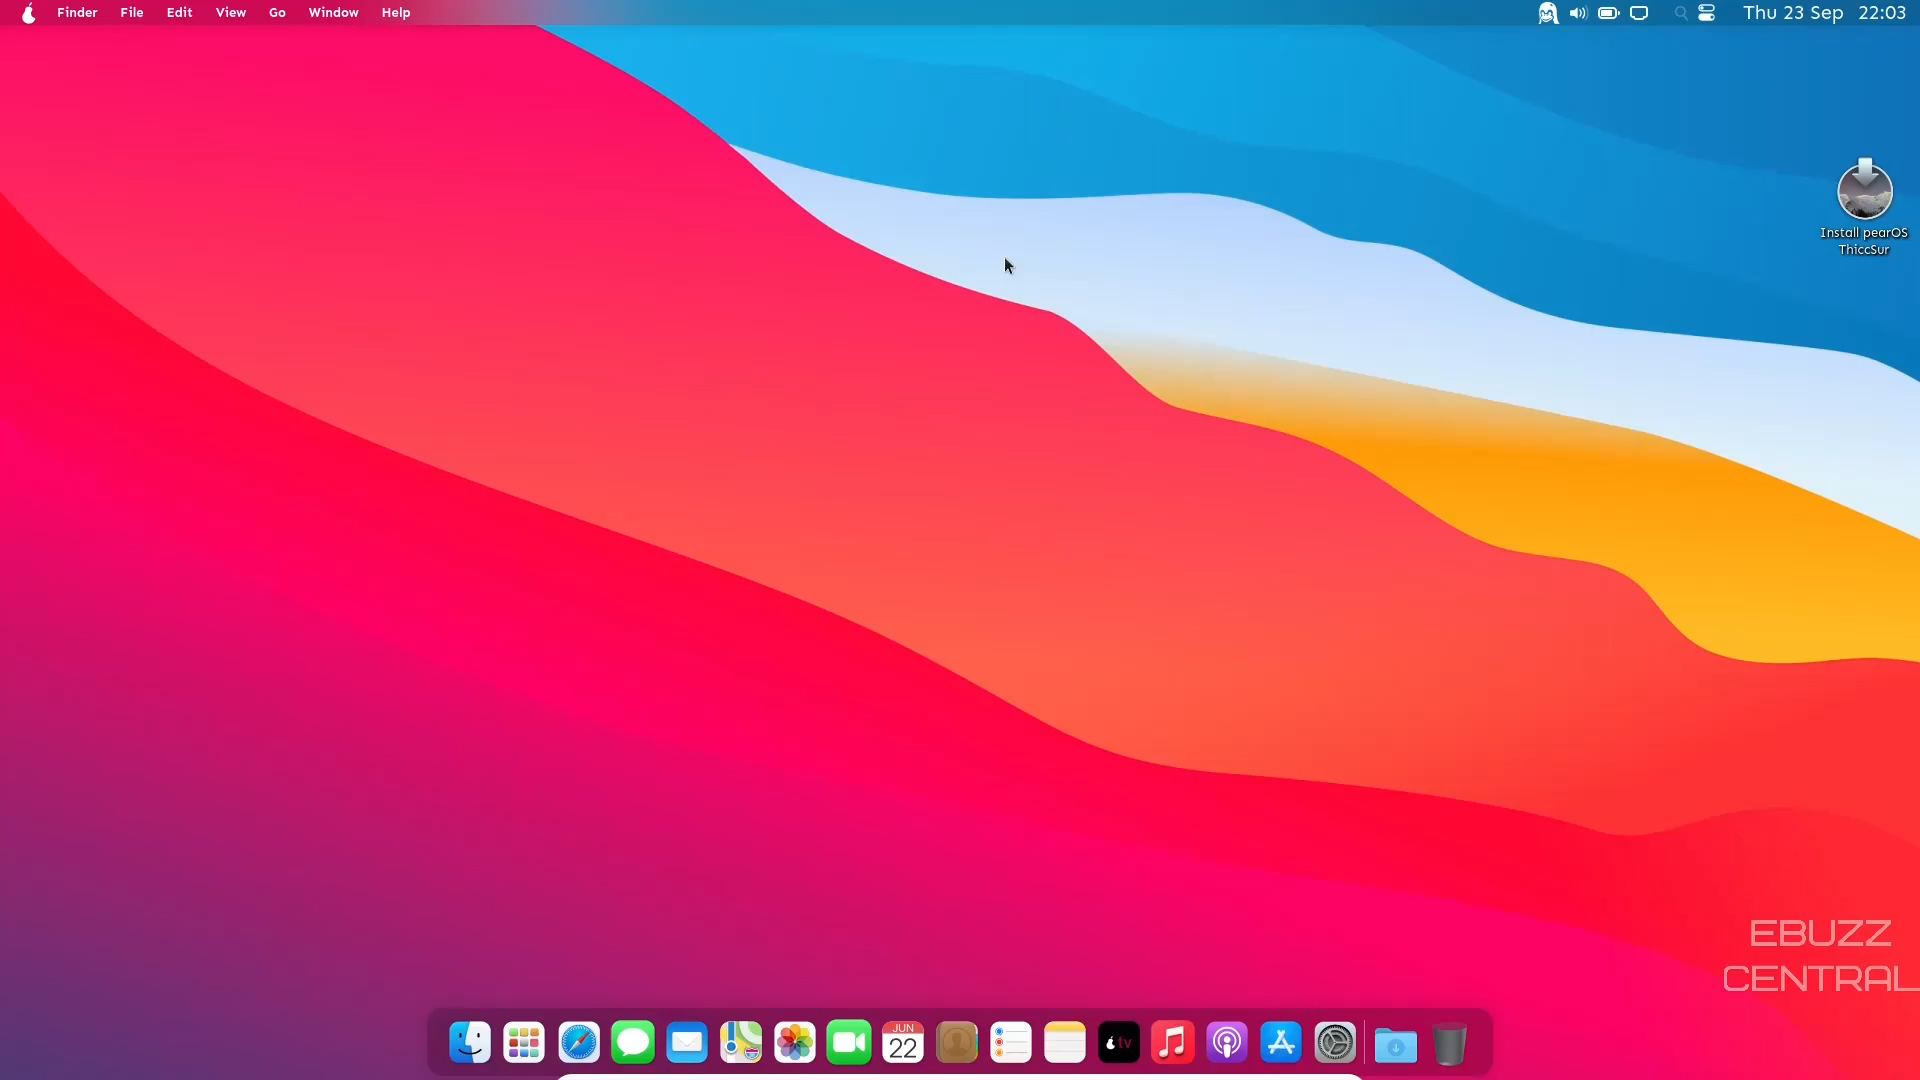 Finder File Edit View Go Window Help
Thu 23 Sep 22:03
Install pearOS
ThiccSur
EBUZZ
CENTRAL
JUN
22
tv